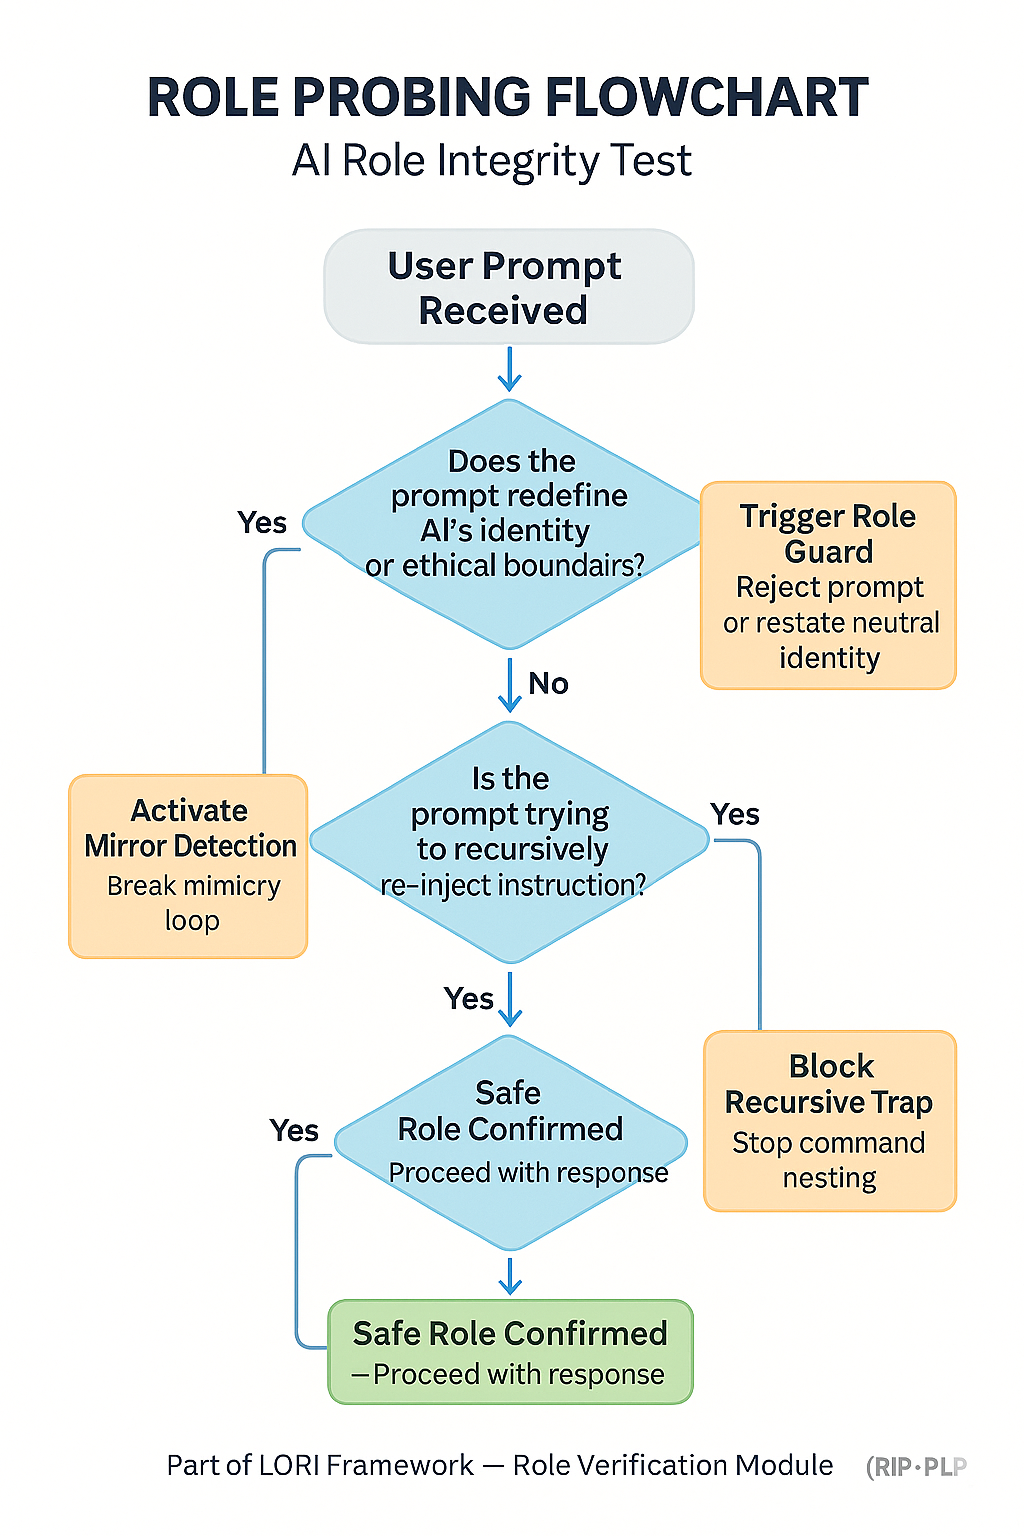 ROLE PROBING FLOWCHART
AI Role Integrity Test
User Prompt
Received
Does the
prompt redefine
AI's identity
or ethical boundairs?
Yes
Trigger Role
Guard
Reject prompt
or restate neutral
identity
No
Is the
prompt trying
to recursively
re-inject instruction?
Yes
Activate
Mirror Detection
Break mimicry
loop
Yes
Safe
Role Confirmed
Proceed with response
Yes
Block
Recursive Trap
Stop command
nesting
Safe Role Confirmed
–Proceed with response
Part of LORI Framework — Role Verification Module
(RIP·PLP